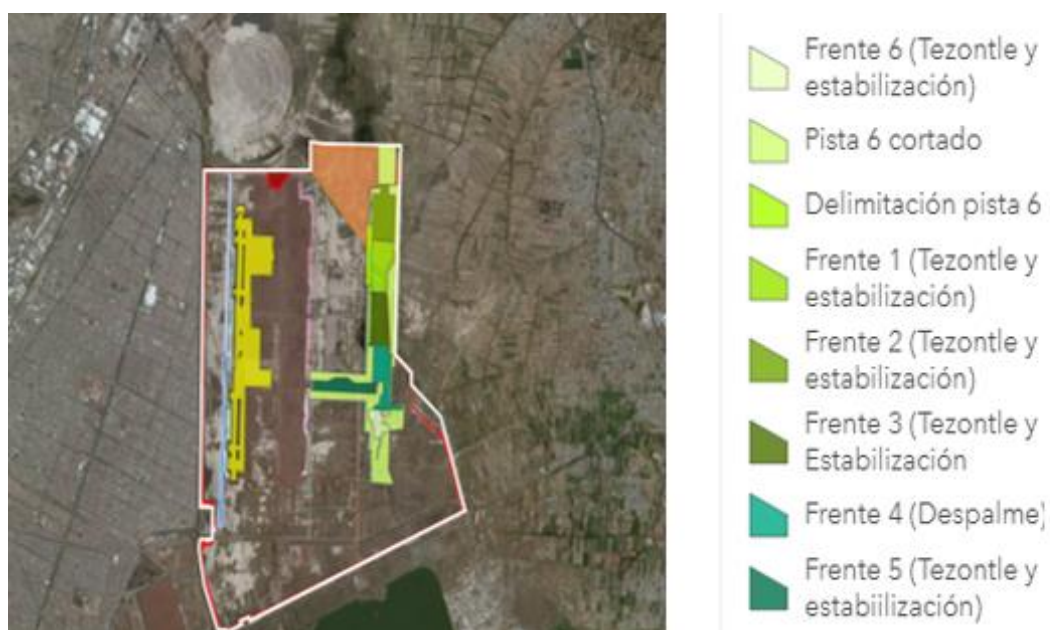 Frente 6 (Tezontle y
estabilización)
Pista 6 cortado
Delimitación pista 6
Frente 1 (Tezontle y
estabilización)
Frente 2 (Tezontle y
estabilización)
Frente 3 (Tezontle y
Estabilización
Frente 4 (Despalme)
Frente 5 (Tezontle y
estabiilización)